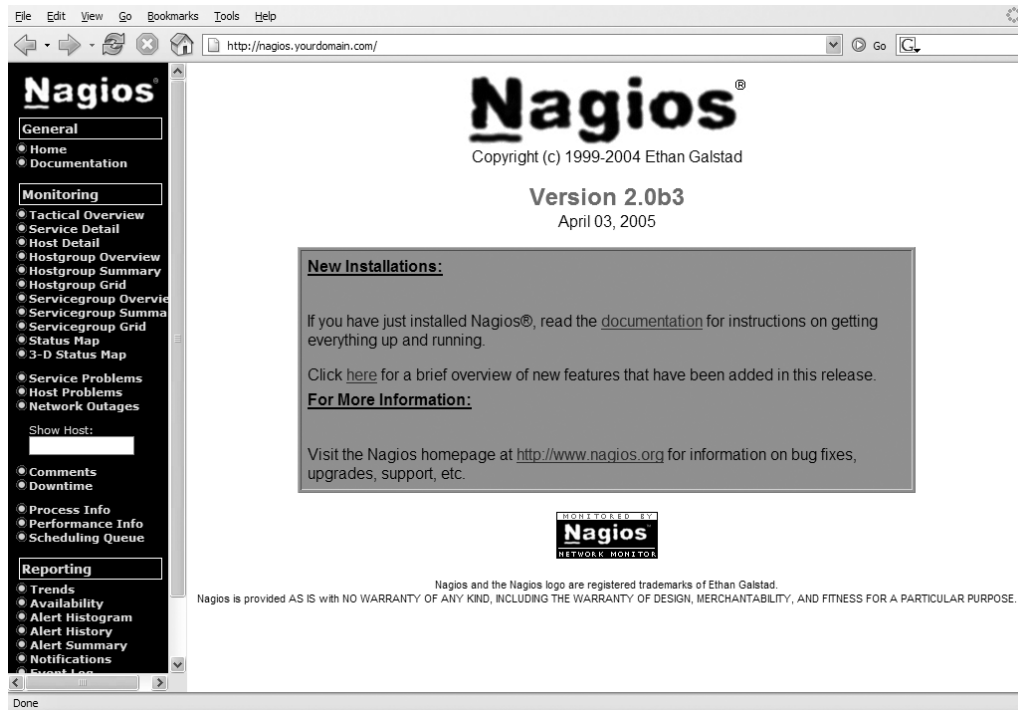 File Edit View Go Bookmarks Tools Help
http://nagios.yourdomain.com/
Go
G
Nagios®
General
Home
Documentation
Monitoring
Tactical Overview
Service Detail
Host Detail
Hostgroup Overview
Hostgroup Summary
Hostgroup Grid
Servicegroup Overvie
Servicegroup Summa
Servicegroup Grid
Status Map
3-D Status Map
Service Problems
Host Problems
Network Outages
Show Host:
Comments
Downtime
Process Info
Performance Info
Scheduling Queue
Reporting
Trends
Availability
Alert Histogram
Alert History
Alert Summary
Notifications
Event Log
Nagios®
Copyright (c) 1999-2004 Ethan Galstad
Version 2.0b3
April 03, 2005
New Installations:
If you have just installed Nagios®, read the documentation for instructions on getting
everything up and running.
Click here for a brief overview of new features that have been added in this release.
For More Information:
Visit the Nagios homepage at http://www.nagios.org for information on bug fixes,
upgrades, support, etc.
MONITORED BY
Nagios
NETWORK MONITOR
Nagios and the Nagios logo are registered trademarks of Ethan Galstad.
Nagios is provided AS IS with NO WARRANTY OF ANY KIND, INCLUDING THE WARRANTY OF DESIGN, MERCHANTABILITY, AND FITNESS FOR A PARTICULAR PURPOSE.
Done